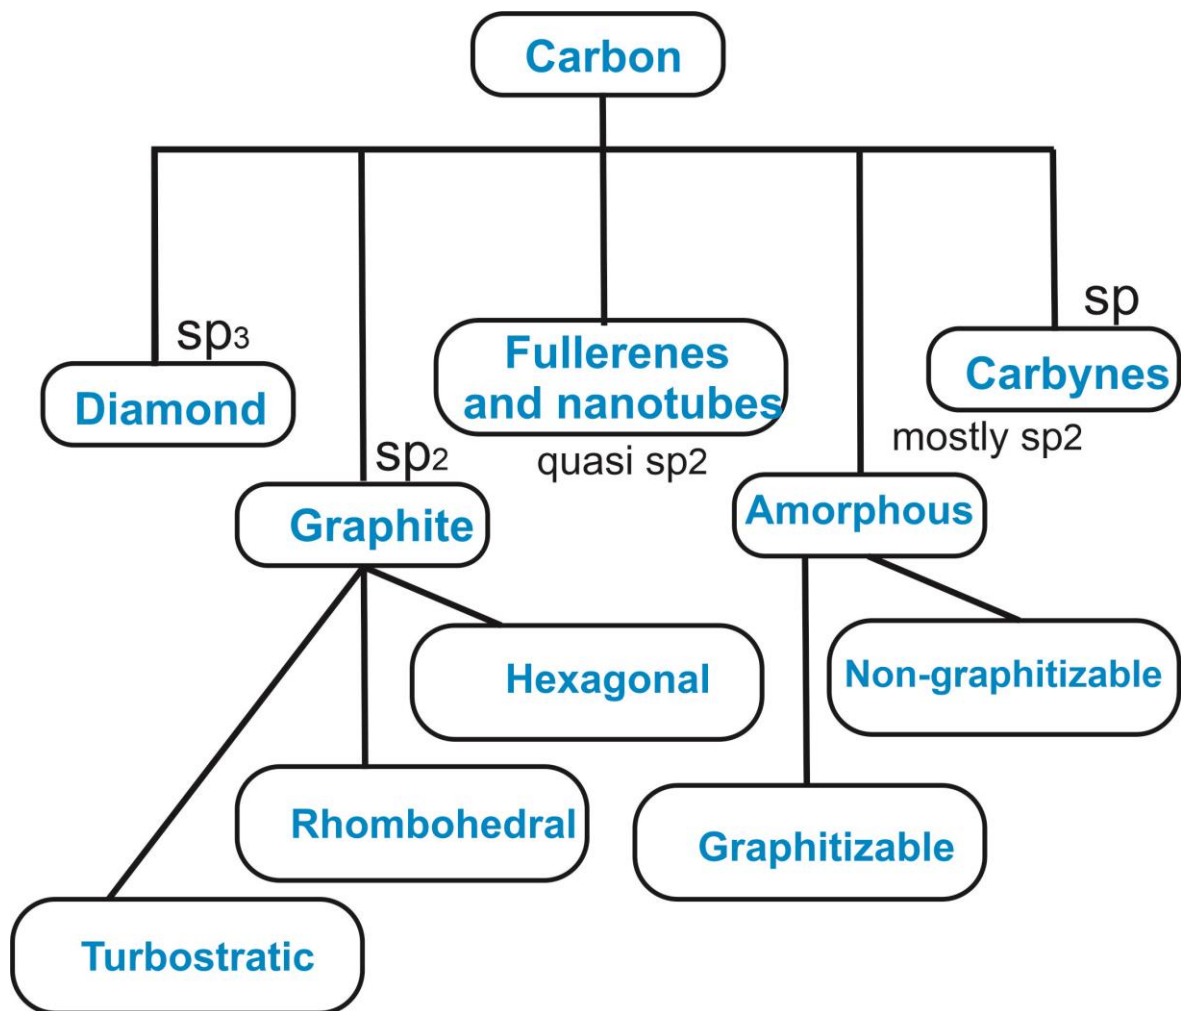 Carbon
sp3
Diamond
sp2
Graphite
Fullerenes
and nanotubes
quasi sp2
sp
Carbynes
mostly sp2
Amorphous
Hexagonal
Non-graphitizable
Rhombohedral
Graphitizable
Turbostratic